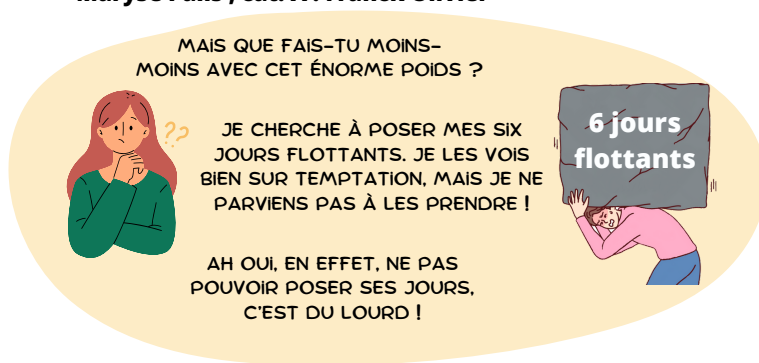 MAIS QUE FAIS-TU MOINS-
MOINS AVEC CET ÉNORME POIDS ?
??
JE CHERCHE À POSER MES SIX
JOURS FLOTTANTS. JE LES VOIS
BIEN SUR TEMPTATION, MAIS JE NE
PARVIENS PAS À LES PRENDRE !
6 jours
flottants
AH OUI, EN EFFET, NE PAS
POUVOIR POSER SES JOURS,
C'EST DU LOURD !